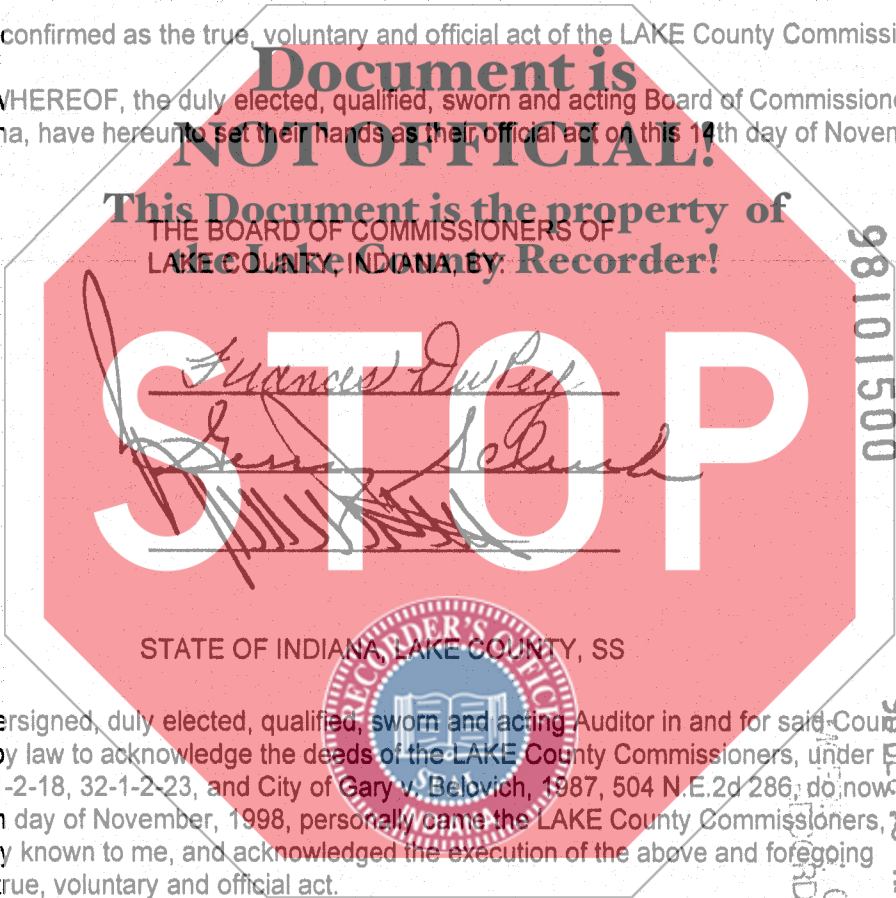 confirmed as the true, voluntary and official act of the LAKE County Commissi
Document is
WHEREOF, the duly elected, qualified, sworn and acting Board of Commissione
na, have hereunto set their hands as their official act on this 14th day of Novem
NOT OFFICIAL!
This Document is the property of
THE BOARD OF COMMISSIONERS OF
LAKE COUNTY, INDIANA, BY:
the Lake County Recorder!
98101500
STOP
Frances DuPey
STATE OF INDIANA, LAKE COUNTY, SS
RECORDER'S OFFICE
SEAL
INDIANA
ersigned, duly elected, qualified, sworn and acting Auditor in and for said Coun
by law to acknowledge the deeds of the LAKE County Commissioners, under
-2-18, 32-1-2-23, and City of Gary v. Belovich, 1987, 504 N.E.2d 286, do now
day of November, 1998, personally came the LAKE County Commissioners,
y known to me, and acknowledged the execution of the above and foregoing
true, voluntary and official act.